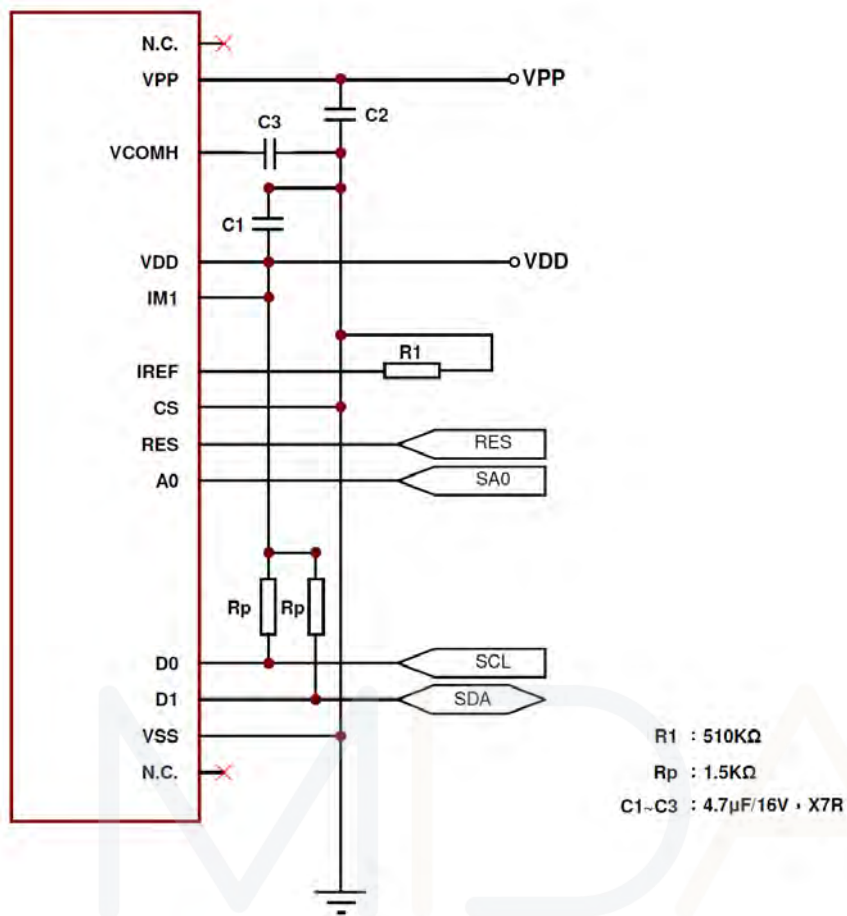 N.C.
VPP
VPP
C2
C3
VCOMH
C1
VDD
VDD
IM1
R1
IREF
CS
RES
RES
A0
SA0
Rp
Rp
D0
SCL
D1
SDA
VSS
N.C.
R1 : 510KΩ
Rp : 1.5KΩ
C1~C3 : 4.7μF/16V , X7R
MIDA